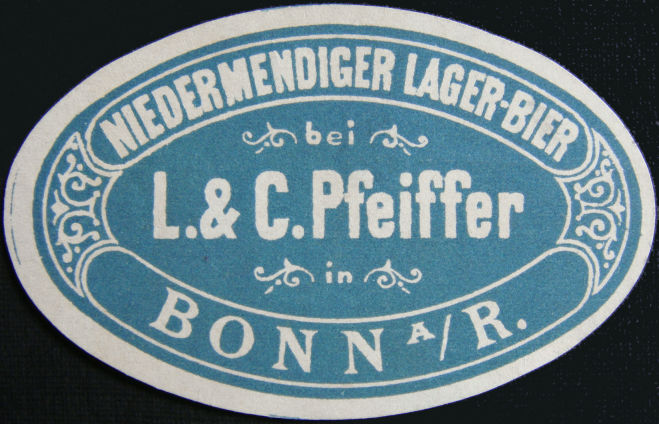 NIEDERMENDIGER LAGER-BIER
bei
L. & C. Pfeiffer
in
BONN A/R.